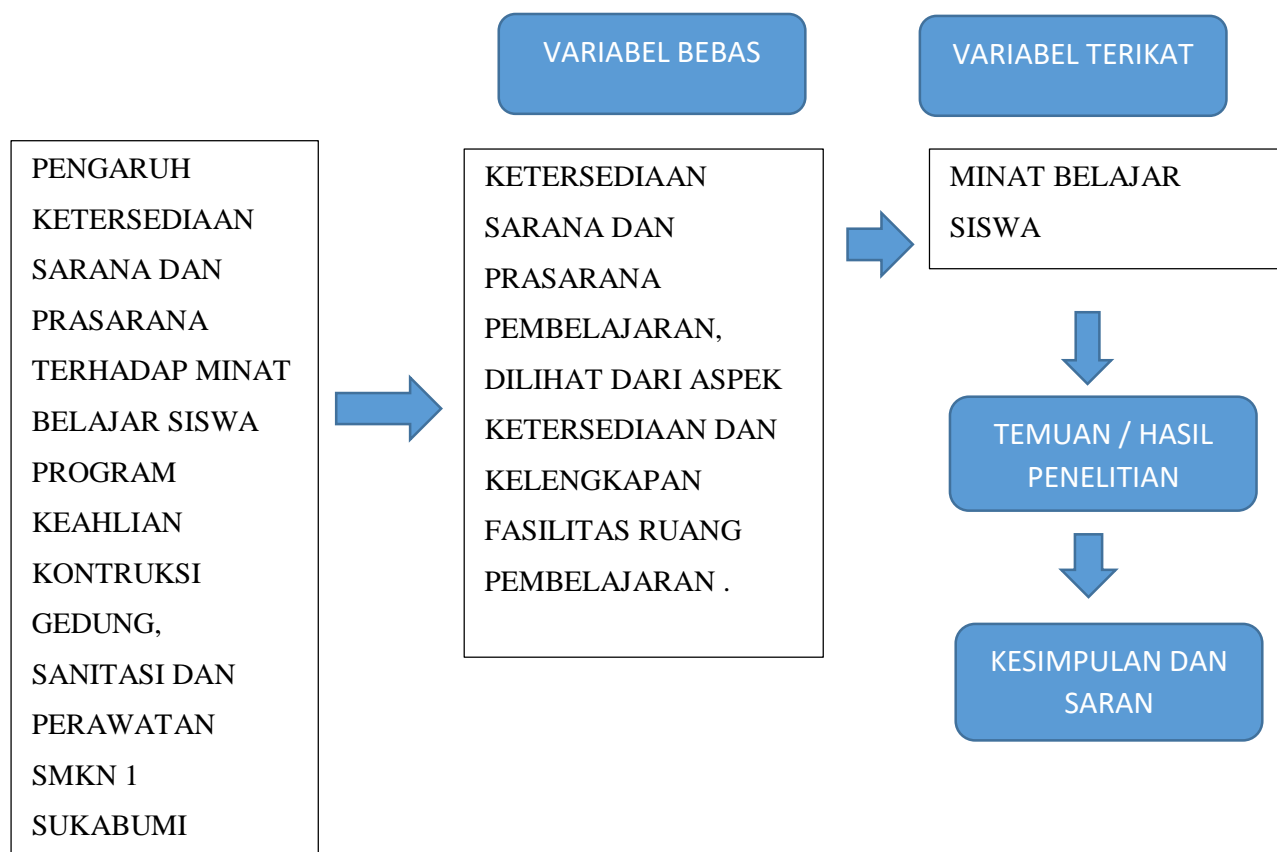 VARIABEL BEBAS
VARIABEL TERIKAT
PENGARUH
KETERSEDIAAN
SARANA DAN
PRASARANA
TERHADAP MINAT
BELAJAR SISWA
PROGRAM
KEAHLIAN
KONTRUKSI
GEDUNG,
SANITASI DAN
PERAWATAN
SMKN 1
SUKABUMI
KETERSEDIAAN
SARANA DAN
PRASARANA
PEMBELAJARAN,
DILIHAT DARI ASPEK
KETERSEDIAAN DAN
KELENGKAPAN
FASILITAS RUANG
PEMBELAJARAN .
MINAT BELAJAR
SISWA
TEMUAN / HASIL
PENELITIAN
KESIMPULAN DAN
SARAN